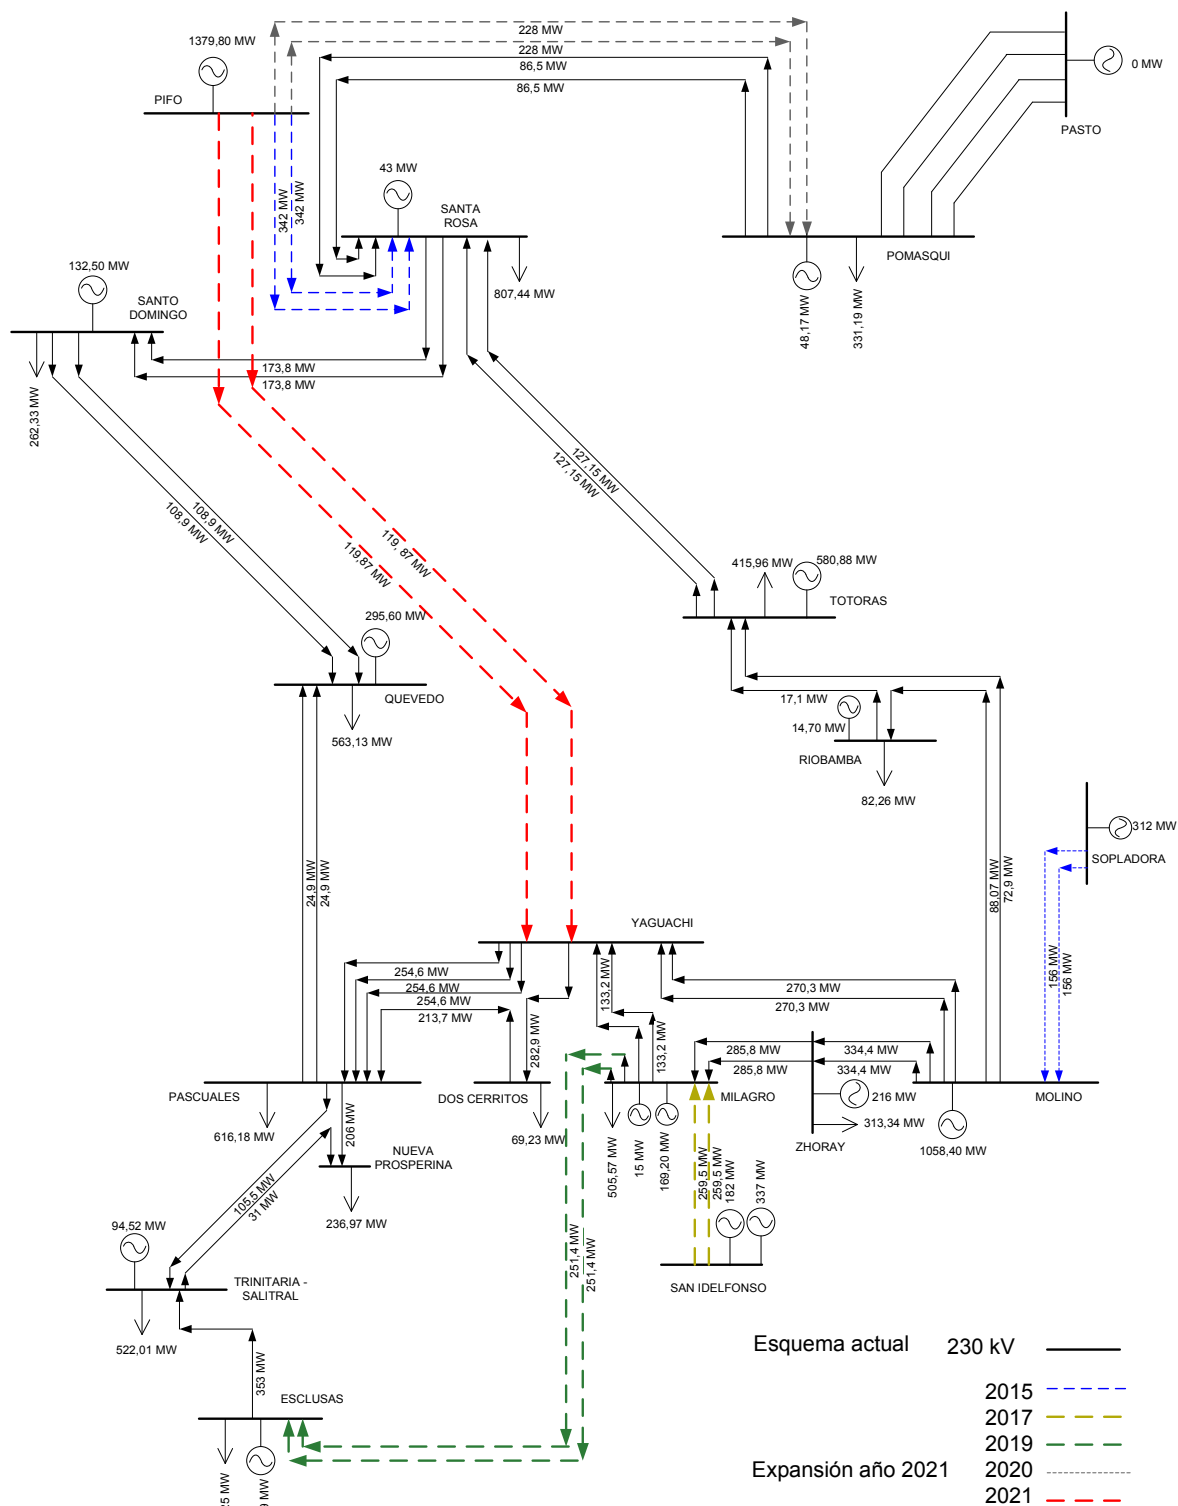 228 MW
1379,80 MW
228 MW
86,5 MW
86,5 MW
0 MW
PIFO
PASTO
43 MW
342 MW
342 MW
SANTA
ROSA
POMASQUI
132,50 MW
SANTO
DOMINGO
807,44 MW
48,17 MW
331,19 MW
173,8 MW
173,8 MW
262,33 MW
127,15 MW
127,15 MW
108,9 MW
108,9 MW
119, 87 MW
119,87 MW
415,96 MW
580,88 MW
TOTORAS
295,60 MW
QUEVEDO
563,13 MW
17,1 MW
14,70 MW
RIOBAMBA
82,26 MW
312 MW
SOPLADORA
24,9 MW
24,9 MW
88,07 MW
72,9 MW
YAGUACHI
156 MW
156 MW
254,6 MW
254,6 MW
254,6 MW
213,7 MW
282,9 MW
133,2 MW
133,2 MW
270,3 MW
270,3 MW
285,8 MW
285,8 MW
334,4 MW
334,4 MW
PASCUALES
DOS CERRITOS
MILAGRO
216 MW
MOLINO
616,18 MW
206 MW
69,23 MW
505,57 MW
15 MW
169,20 MW
313,34 MW
ZHORAY
1058,40 MW
NUEVA
PROSPERINA
105,5 MW
31 MW
236,97 MW
259,5 MW
259,5 MW
182 MW
337 MW
94,52 MW
251,4 MW
251,4 MW
TRINITARIA -
SALITRAL
SAN IDELFONSO
522,01 MW
353 MW
ESCLUSAS
Esquema actual 230 kV
2015
2017
2019
Expansión año 2021 2020
2021